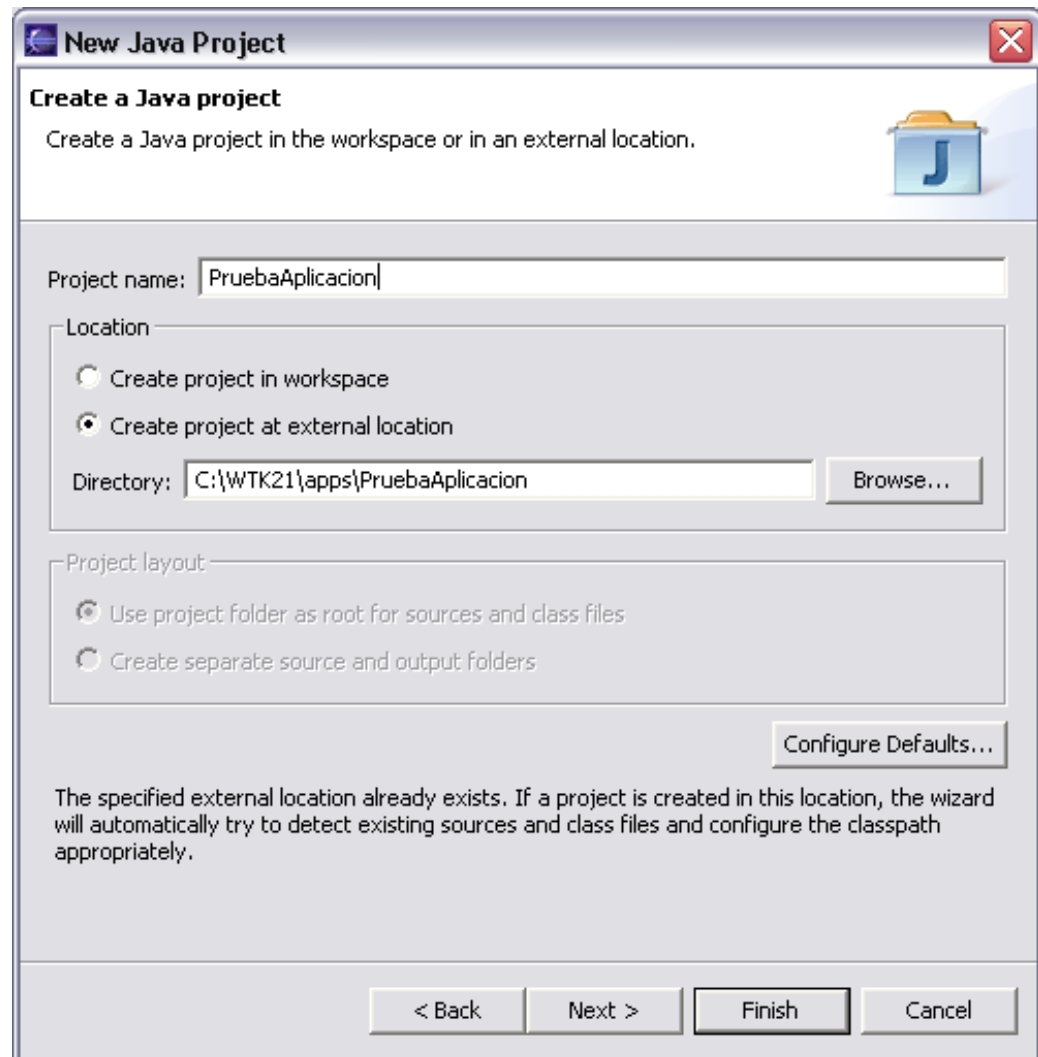 New Java Project
Create a Java project
Create a Java project in the workspace or in an external location.
J
Project name: PruebaAplicacion
Location
Create project in workspace
Create project at external location
Directory: C:\WTK21\apps\PruebaAplicacion Browse...
Project layout
Use project folder as root for sources and class files
Create separate source and output folders
Configure Defaults...
The specified external location already exists. If a project is created in this location, the wizard
will automatically try to detect existing sources and class files and configure the classpath
appropriately.
< Back Next > Finish Cancel